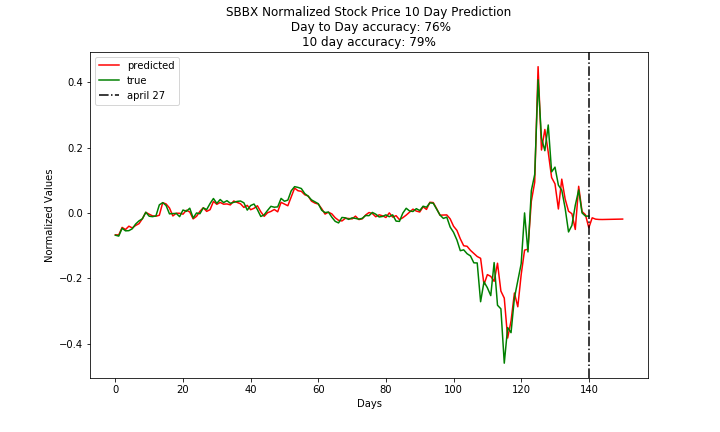 SBBX Normalized Stock Price 10 Day Prediction
Day to Day accuracy: 76%
10 day accuracy: 79%
predicted
true
april 27
Normalized Values
0.4
0.2
0.0
−0.2
−0.4
0 20 40 60 80 100 120 140
Days